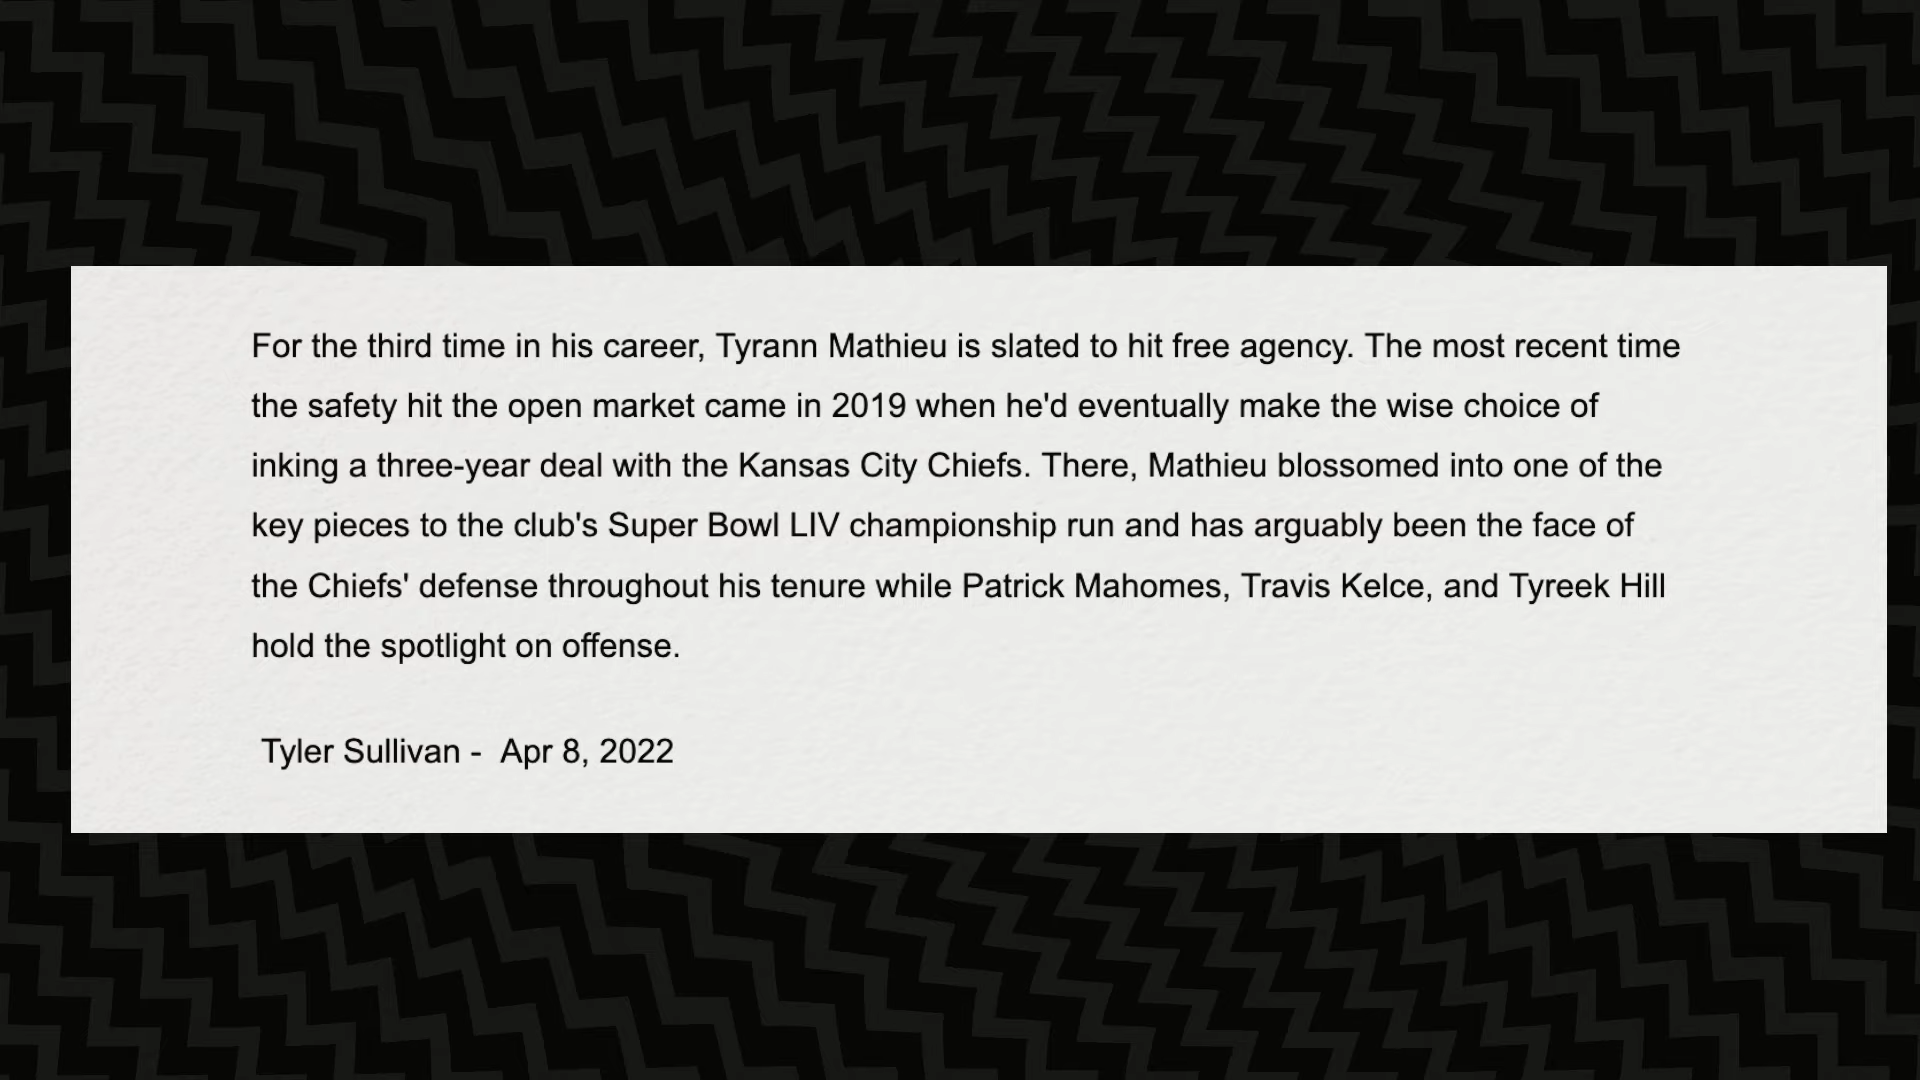 For the third time in his career, Tyrann Mathieu is slated to hit free agency. The most recent time
the safety hit the open market came in 2019 when he'd eventually make the wise choice of
inking a three-year deal with the Kansas City Chiefs. There, Mathieu blossomed into one of the
key pieces to the club's Super Bowl LIV championship run and has arguably been the face of
the Chiefs' defense throughout his tenure while Patrick Mahomes, Travis Kelce, and Tyreek Hill
hold the spotlight on offense.
Tyler Sullivan - Apr 8, 2022